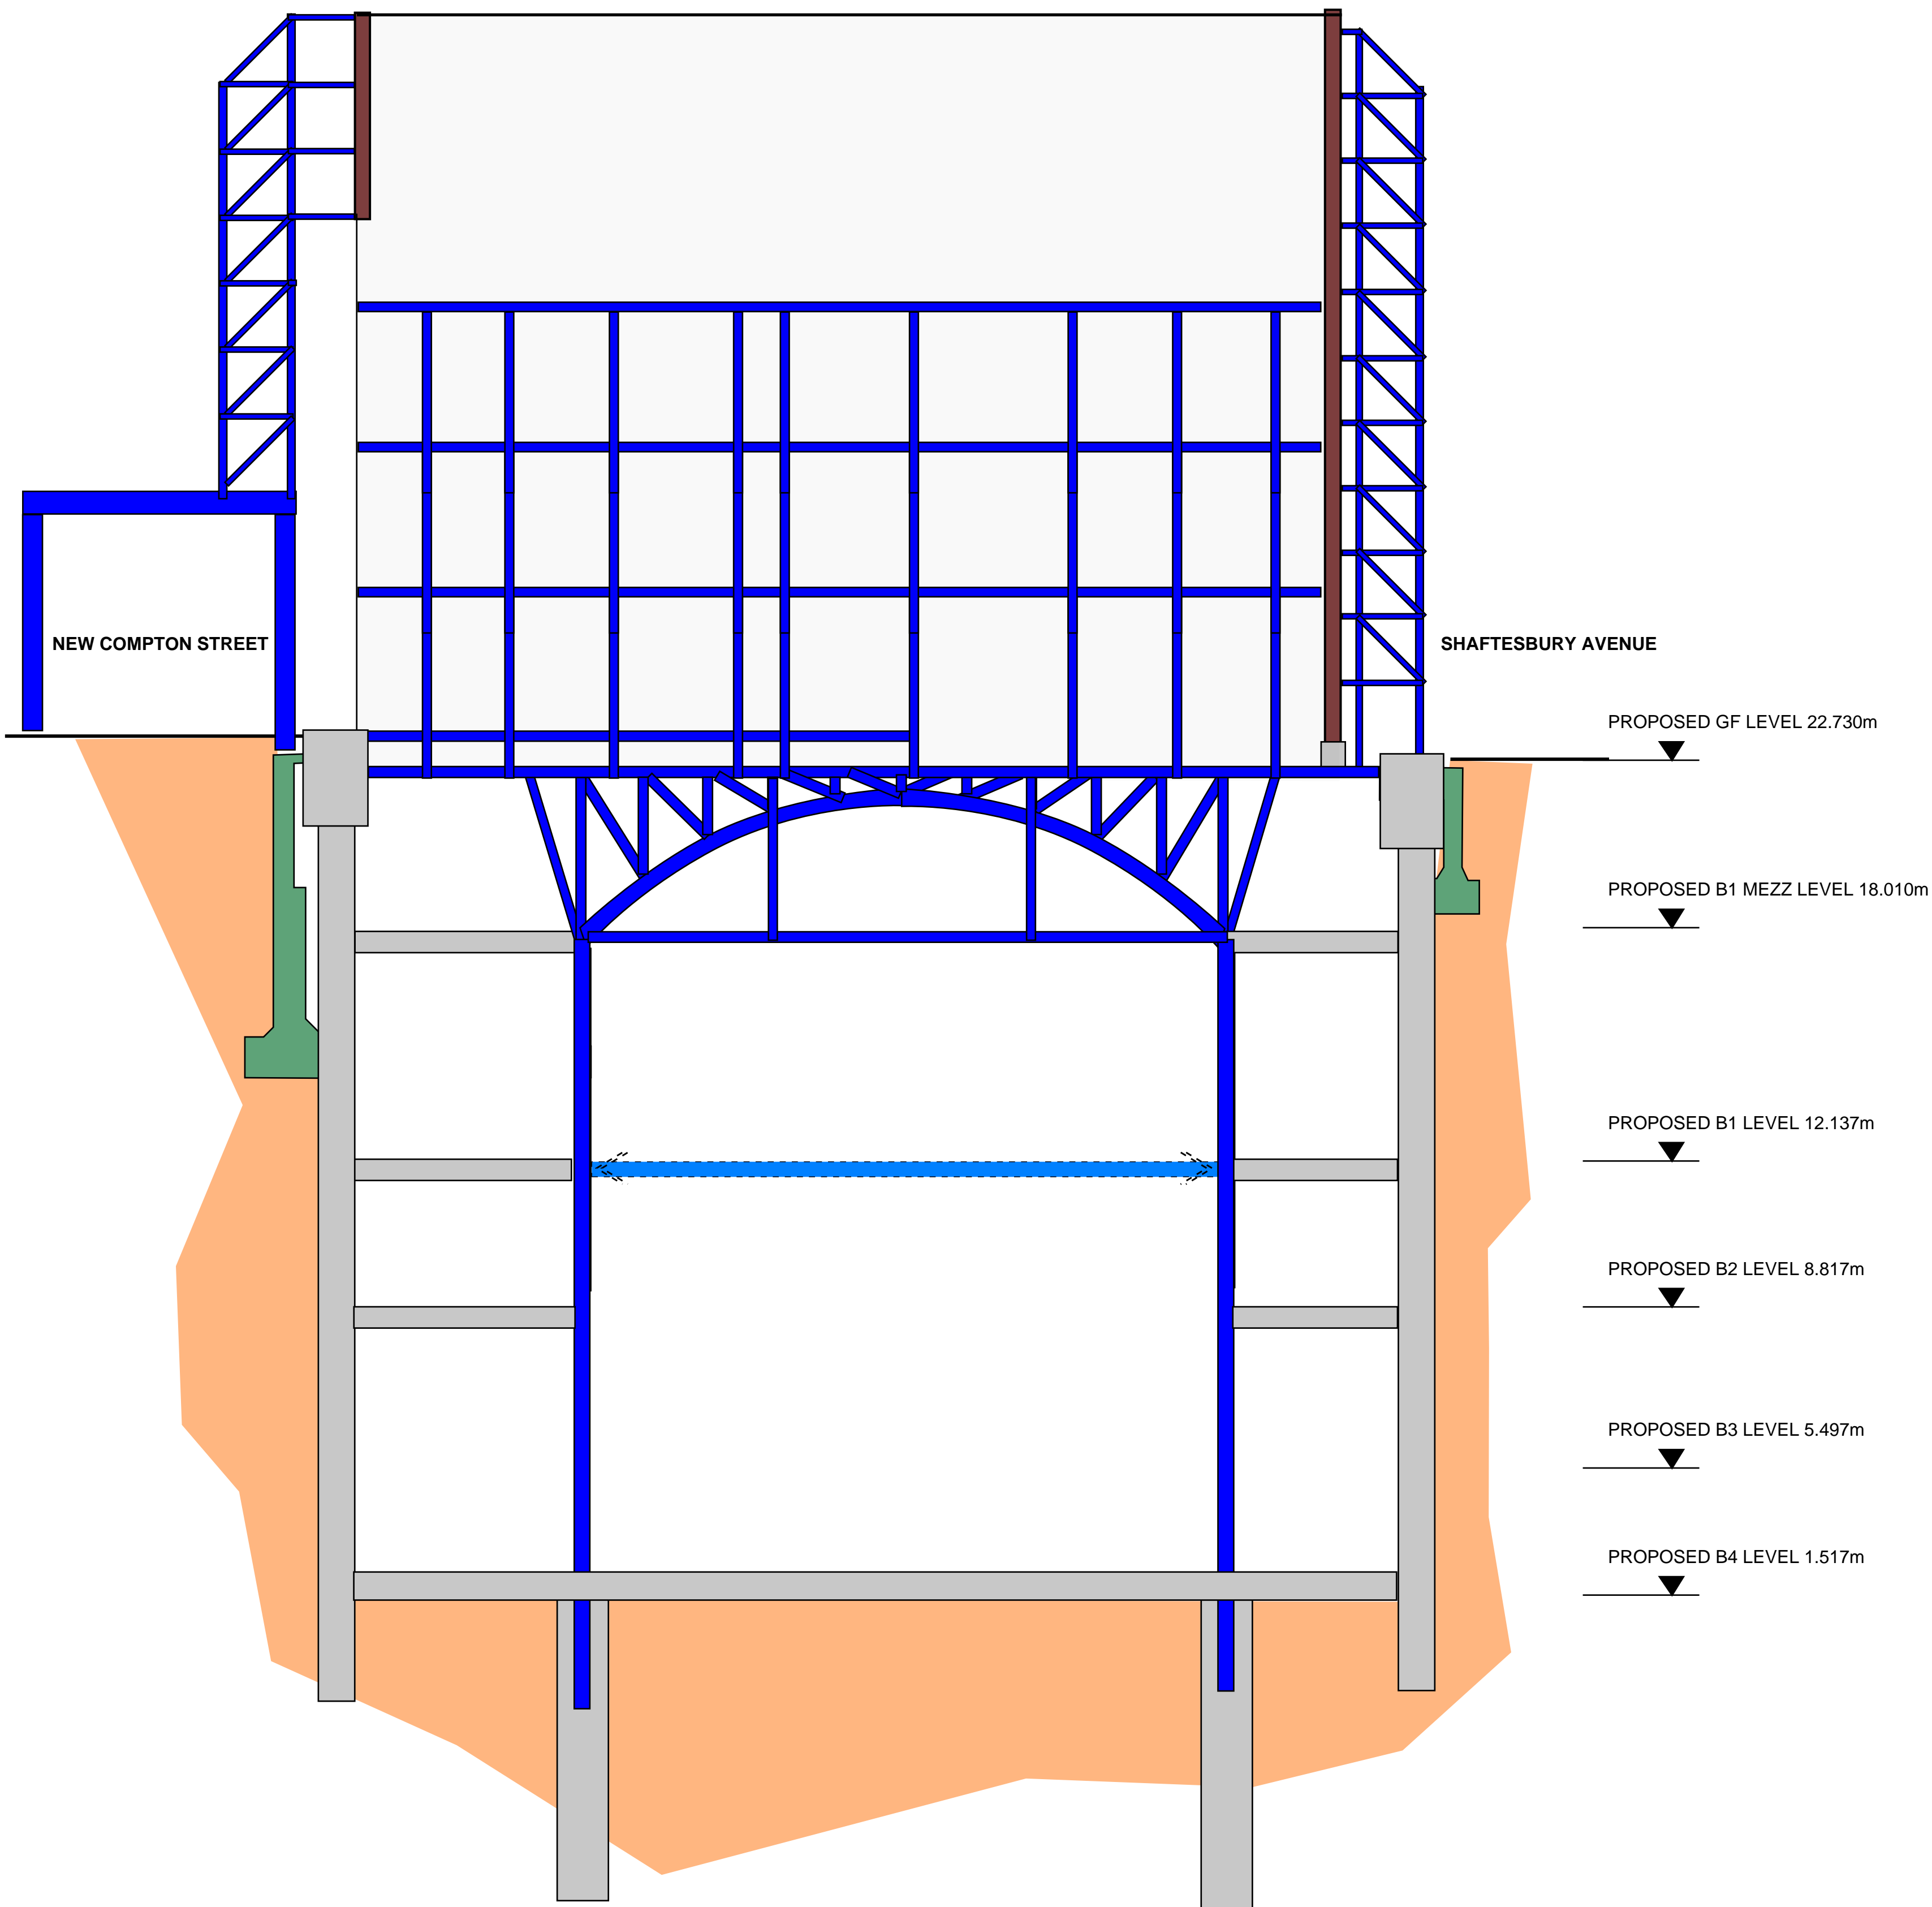 NEW COMPTON STREET
SHAFTESBURY AVENUE
PROPOSED GF LEVEL 22.730m
PROPOSED B1 MEZZ LEVEL 18.010m
PROPOSED B1 LEVEL 12.137m
PROPOSED B2 LEVEL 8.817m
PROPOSED B3 LEVEL 5.497m
PROPOSED B4 LEVEL 1.517m